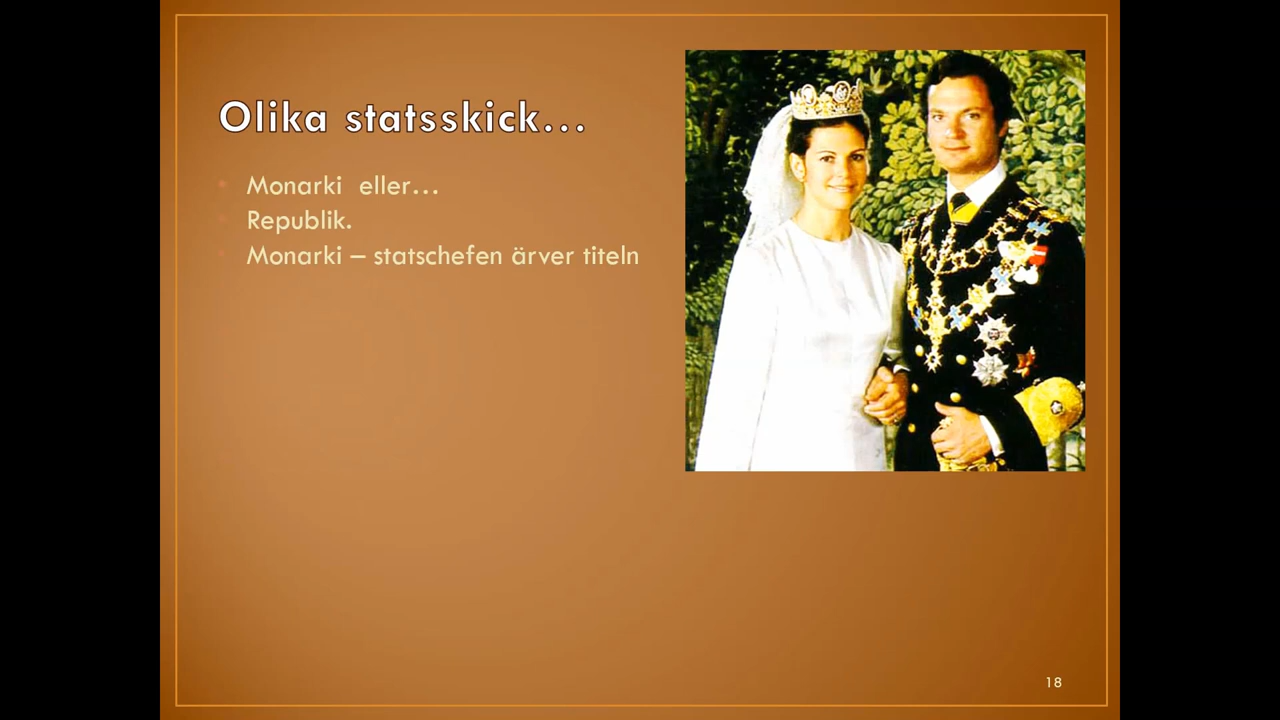 Olika statsskick…
Monarki eller…
Republik.
Monarki – statschefen ärver titeln
18